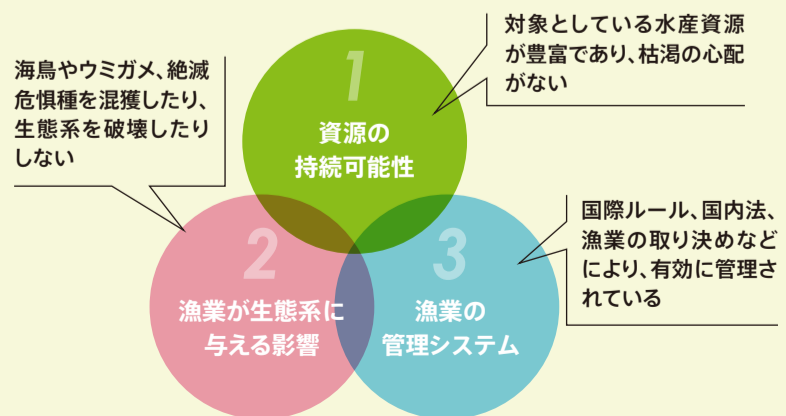 対象としている水産資源
が豊富であり、枯渇の心配
がない
海鳥やウミガメ、絶滅
危惧種を混獲したり、
生態系を破壊したり
しない
1
資源の
持続可能性
2
漁業が生態系に
与える影響
3
漁業の
管理システム
国際ルール、国内法、
漁業の取り決めなど
により、有効に管理さ
れている